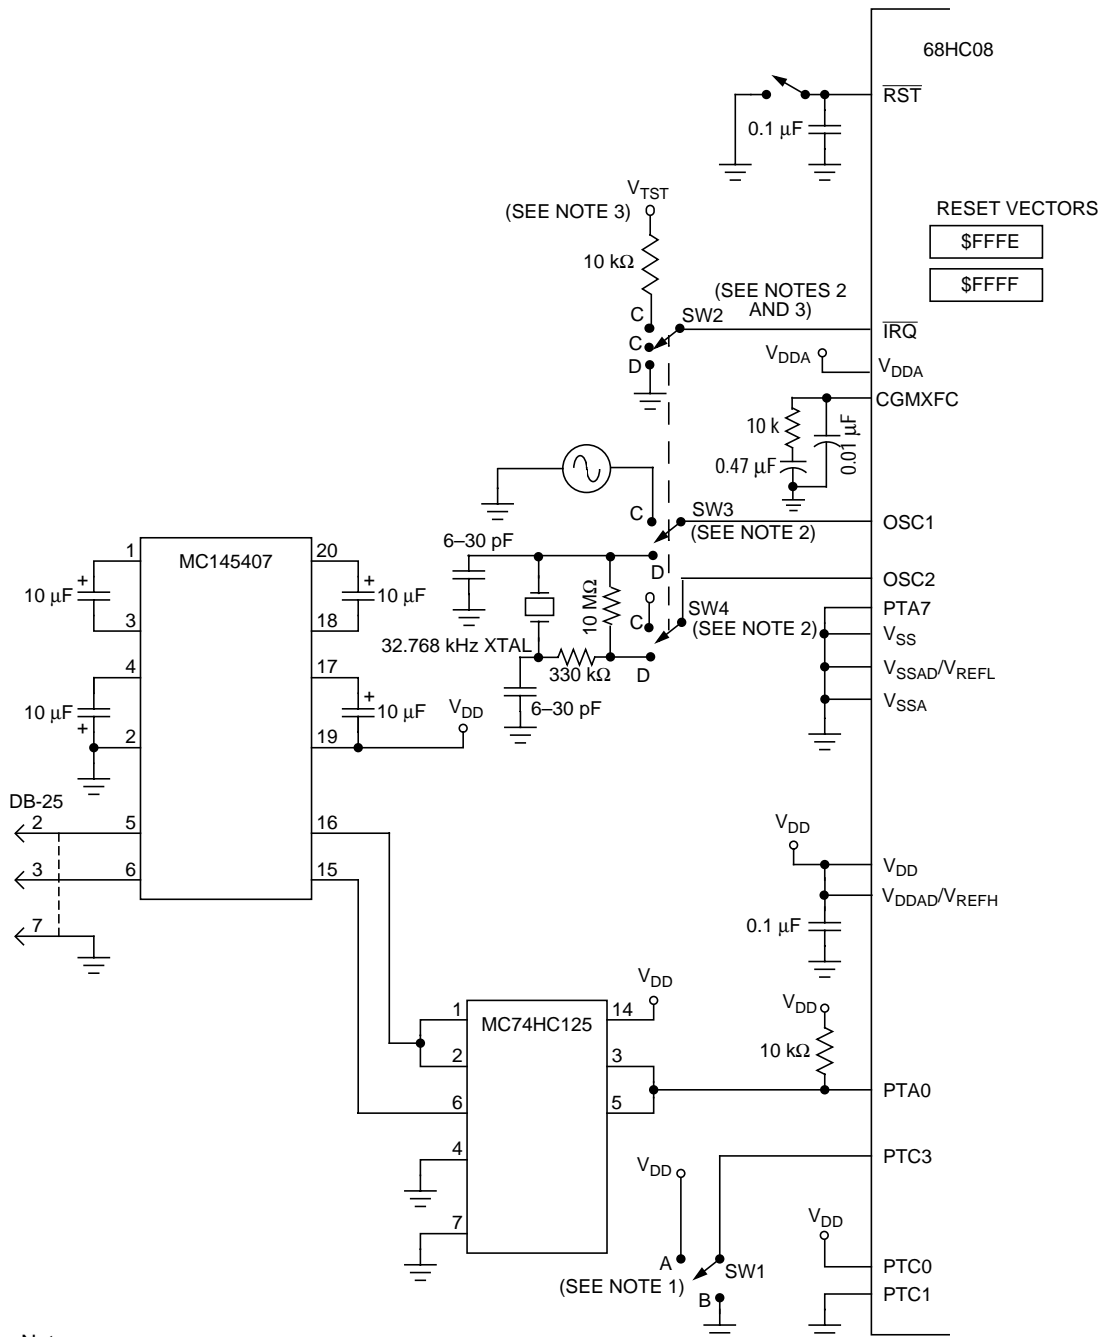 68HC08
RST
0.1 µF
VTST
(SEE NOTE 3)
RESET VECTORS
$FFFE
$FFFF
10 kΩ
(SEE NOTES 2
AND 3)
C
SW2
IRQ
C
D
VDDA
VDDA
CGMXFC
10 k
0.01 µF
0.47 µF
C
SW3
OSC1
(SEE NOTE 2)
6–30 pF
D
OSC2
10 MΩ
C
SW4
(SEE NOTE 2)
PTA7
VSS
32.768 kHz XTAL
330 kΩ
D
VSSAD/VREFL
6–30 pF
VSSA
MC145407
1
20
10 µF
+
+
10 µF
3
18
4
17
10 µF
+
+
10 µF
VDD
2
19
DB-25
2
5
16
3
6
15
7
VDD
VDD
VDDAD/VREFH
0.1 µF
VDD
MC74HC125
1
14
2
3
6
5
4
7
VDD
10 kΩ
PTA0
PTC3
VDD
A
SW1
(SEE NOTE 1)
B
VDD
PTC0
PTC1